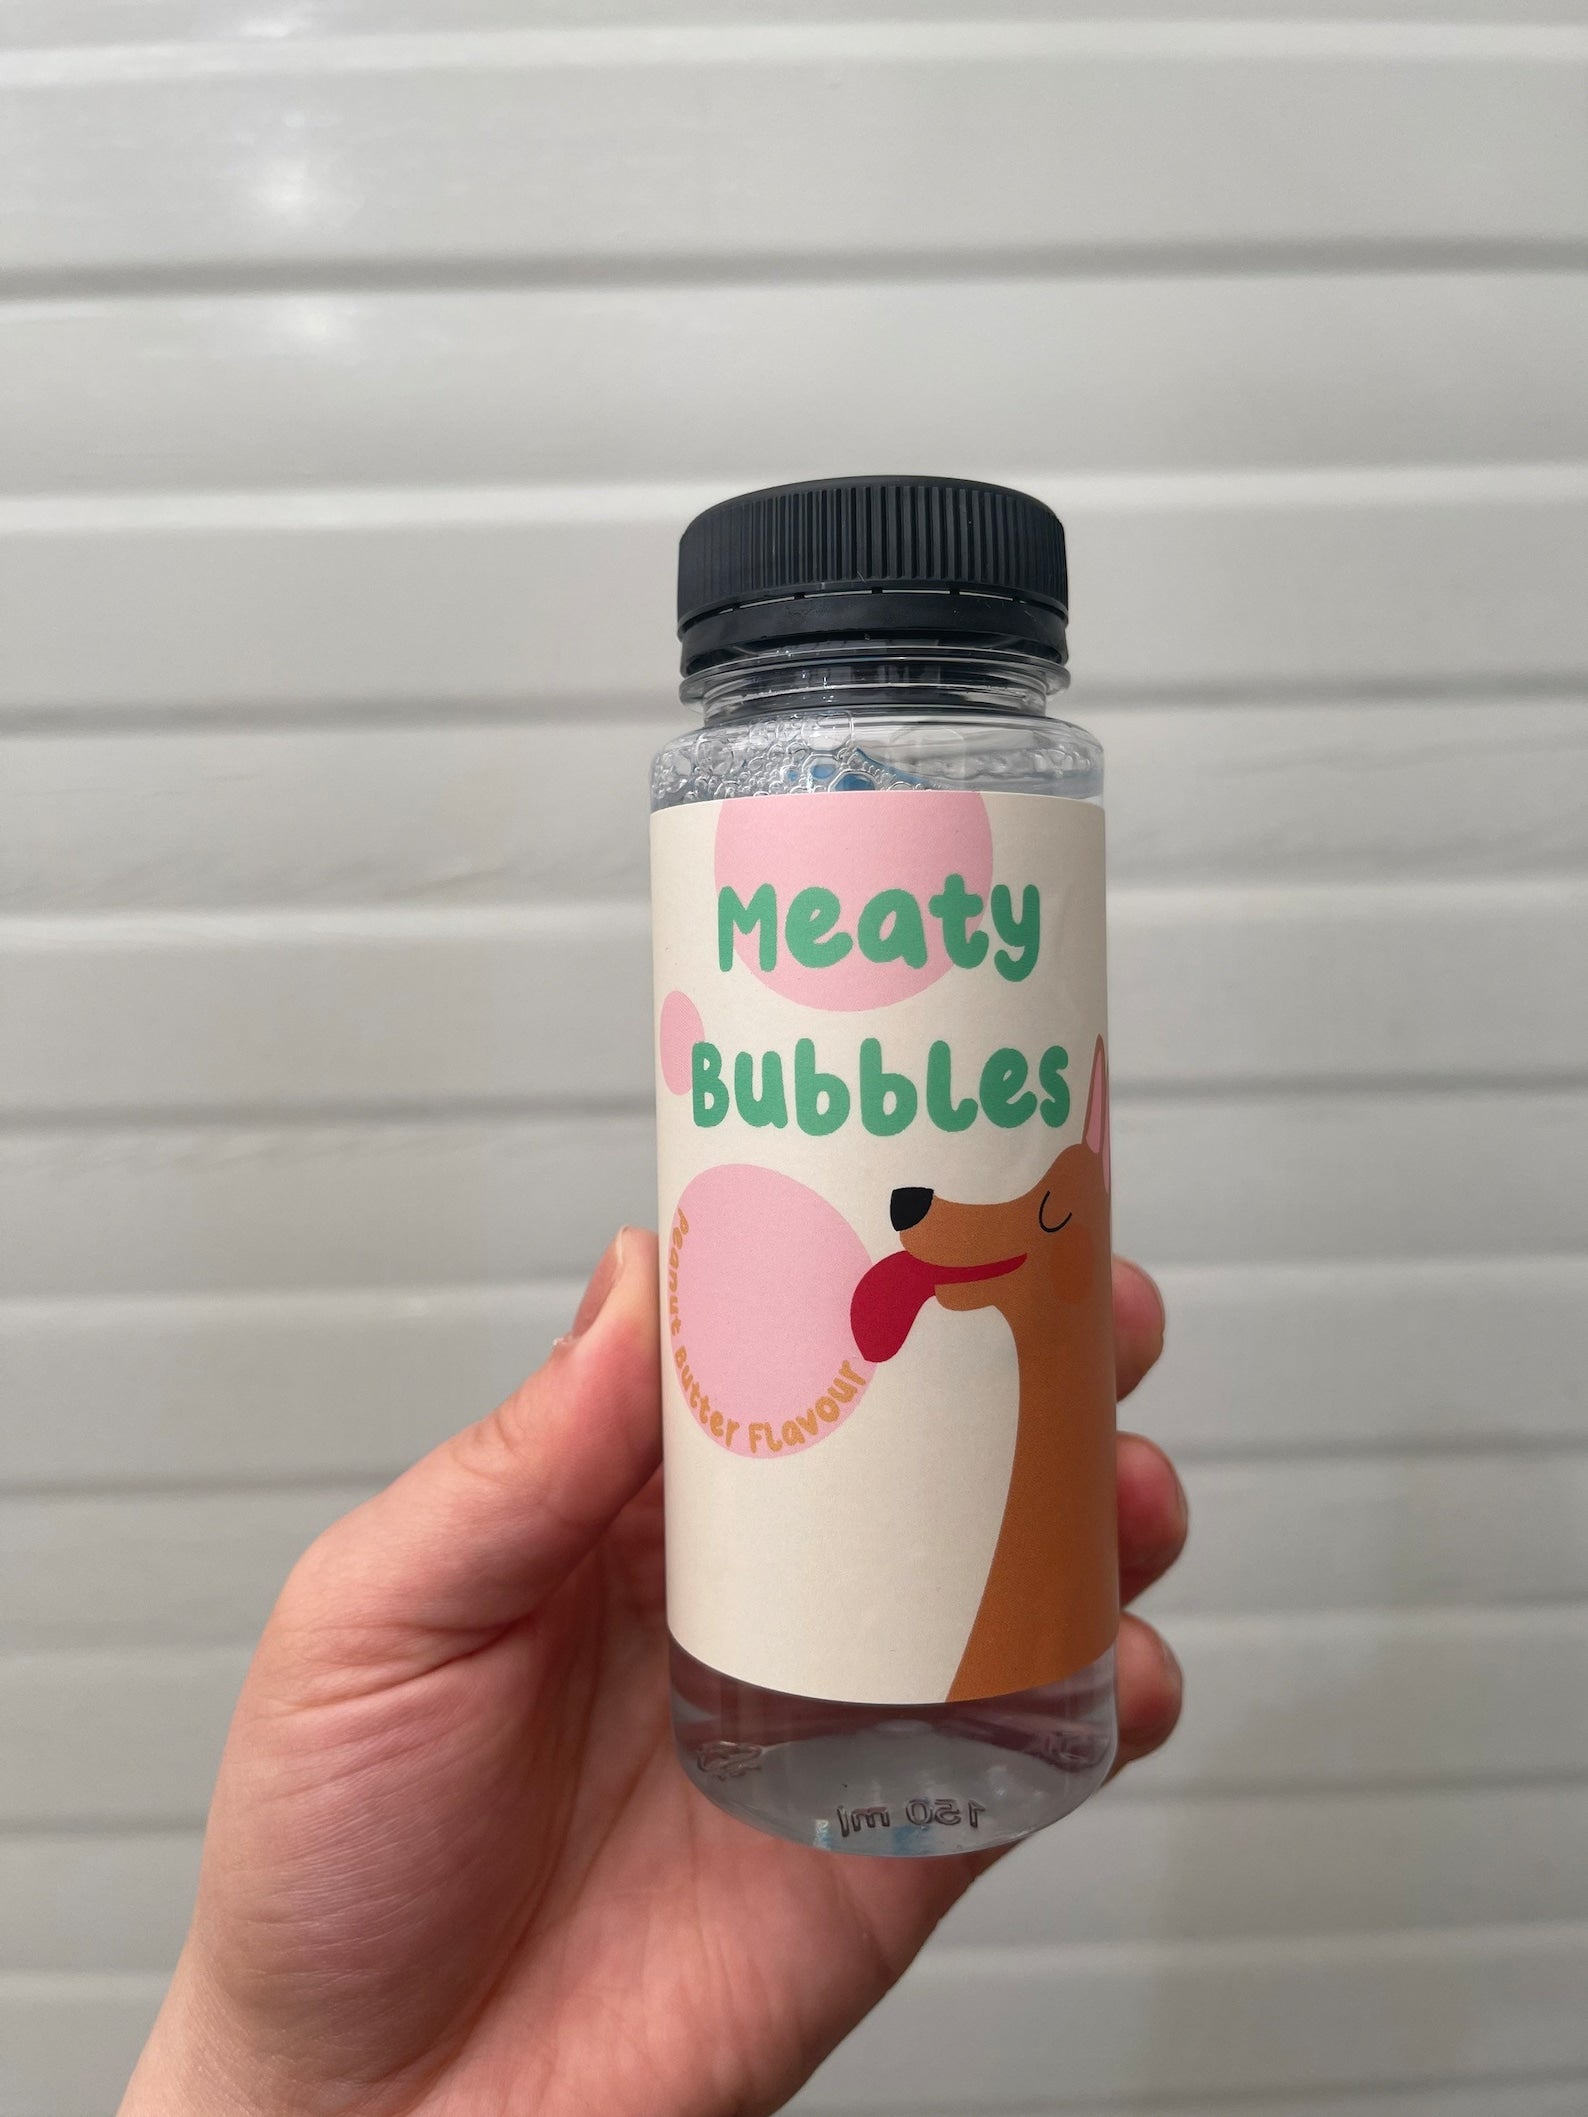 Meaty
Bubbles
Peanut Butter Flavour
150 ml